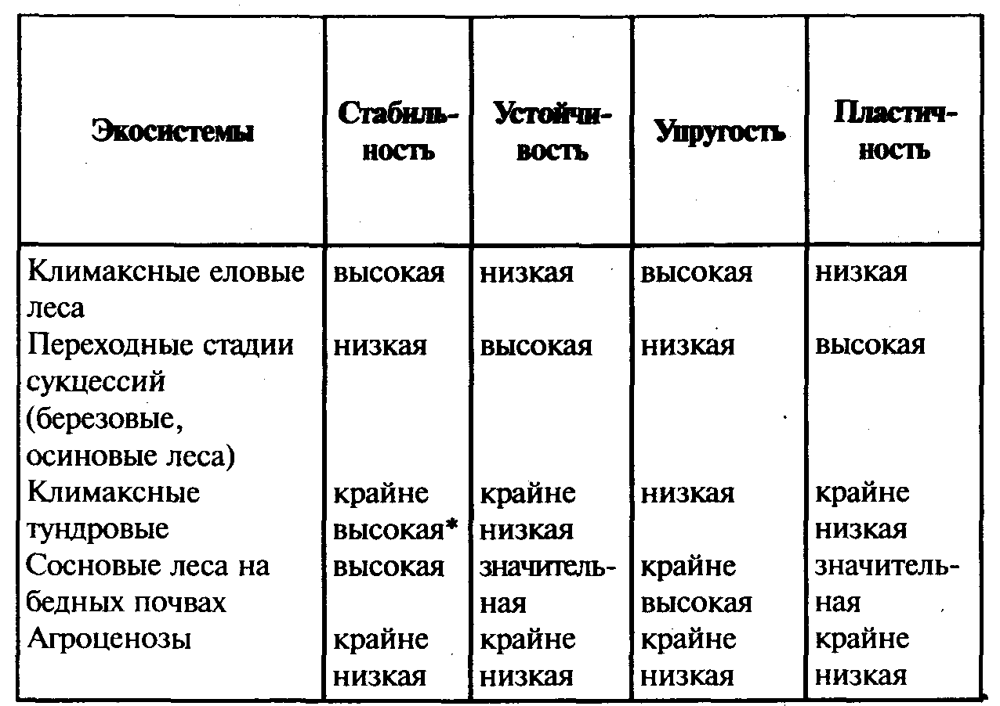 Экосистемы
Стабиль-
ность
Устойчи-
вость
Упругость
Пластич-
ность
Климаксные еловые
леса
высокая
низкая
высокая
низкая
Переходные стадии
сукцессий
(березовые,
осиновые леса)
низкая
высокая
низкая
высокая
Климаксные
тундровые
крайне
высокая*
крайне
низкая
низкая
крайне
низкая
Сосновые леса на
бедных почвах
высокая
значитель-
ная
крайне
высокая
значитель-
ная
Агроценозы
крайне
низкая
крайне
низкая
крайне
низкая
крайне
низкая